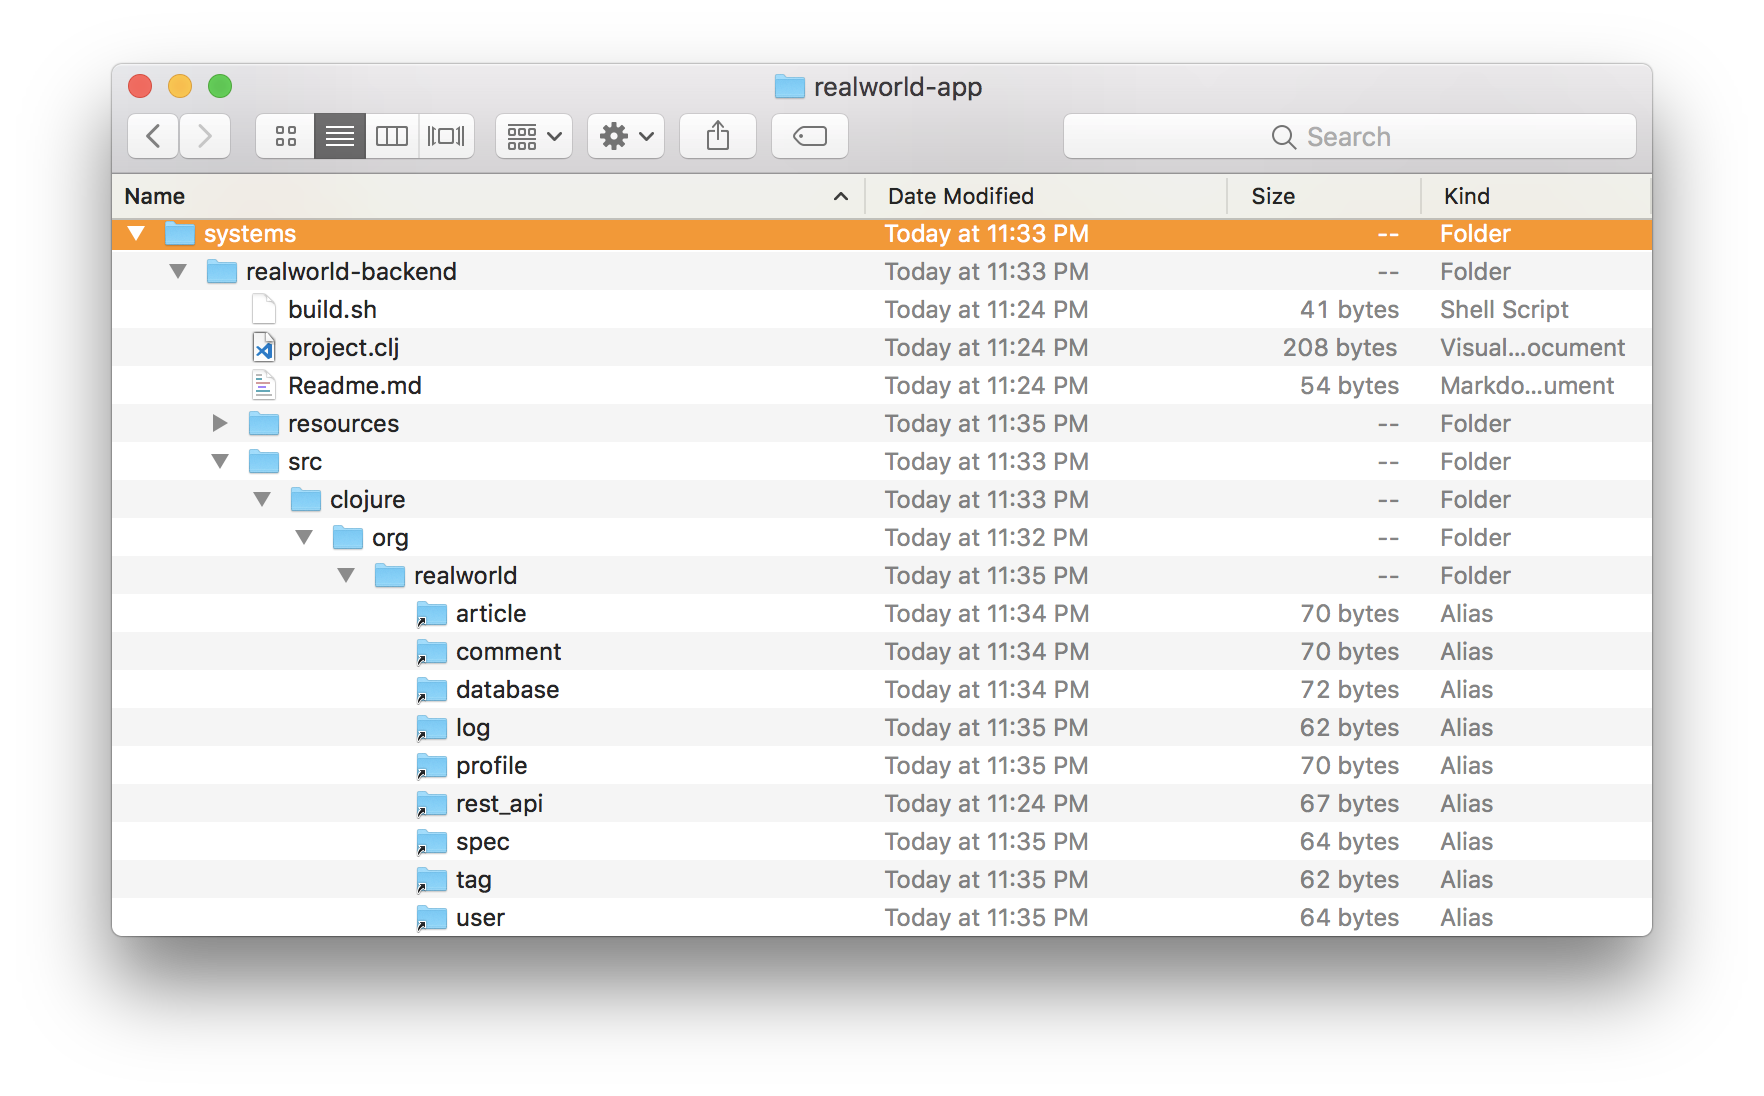 realworld-app
Search
Name Date Modified Size Kind
systems Today at 11:33 PM -- Folder
realworld-backend Today at 11:33 PM -- Folder
build.sh Today at 11:24 PM 41 bytes Shell Script
project.clj Today at 11:24 PM 208 bytes Visual...ocument
Readme.md Today at 11:24 PM 54 bytes Markdo...ument
resources Today at 11:35 PM -- Folder
src Today at 11:33 PM -- Folder
clojure Today at 11:33 PM -- Folder
org Today at 11:32 PM -- Folder
realworld Today at 11:35 PM -- Folder
article Today at 11:34 PM 70 bytes Alias
comment Today at 11:34 PM 70 bytes Alias
database Today at 11:34 PM 72 bytes Alias
log Today at 11:35 PM 62 bytes Alias
profile Today at 11:35 PM 70 bytes Alias
rest_api Today at 11:24 PM 67 bytes Alias
spec Today at 11:35 PM 64 bytes Alias
tag Today at 11:35 PM 62 bytes Alias
user Today at 11:35 PM 64 bytes Alias